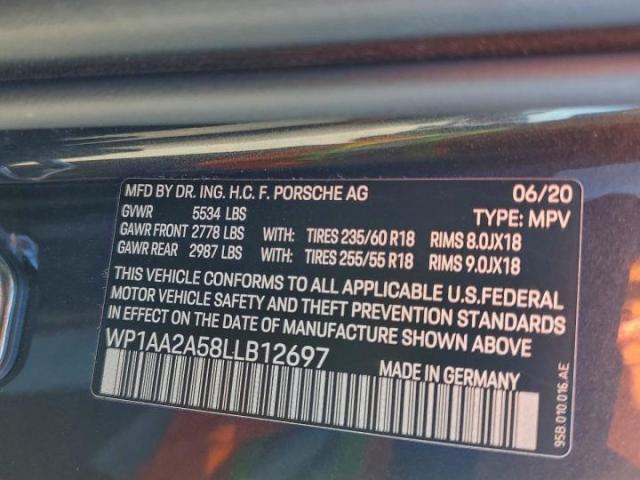 MFD BY DR. ING. H.C. F. PORSCHE AG 06/20
GVWR 5534 LBS TYPE: MPV
GAWR FRONT 2778 LBS WITH: TIRES 235/60 R18 RIMS 8.0JX18
GAWR REAR 2987 LBS WITH: TIRES 255/55 R18 RIMS 9.0JX18
THIS VEHICLE CONFORMS TO ALL APPLICABLE U.S.FEDERAL
MOTOR VEHICLE SAFETY AND THEFT PREVENTION STANDARDS
IN EFFECT ON THE DATE OF MANUFACTURE SHOWN ABOVE
WP1AA2A58LLB12697
95B.010.016.AE